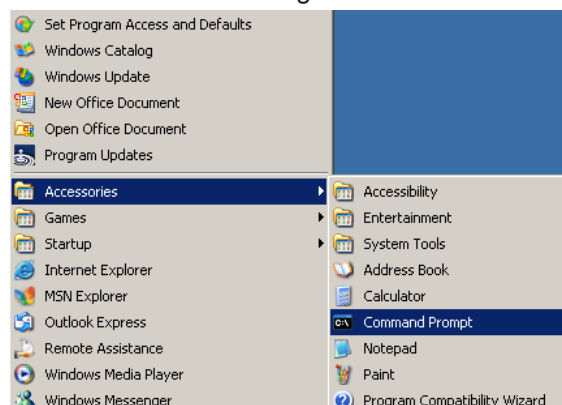 Set Program Access and Defaults
Windows Catalog
Windows Update
New Office Document
Open Office Document
Program Updates
Accessories
Games
Startup
Internet Explorer
MSN Explorer
Outlook Express
Remote Assistance
Windows Media Player
Windows Messenger
Accessibility
Entertainment
System Tools
Address Book
Calculator
C:\
Command Prompt
Notepad
Paint
Program Compatibility Wizard